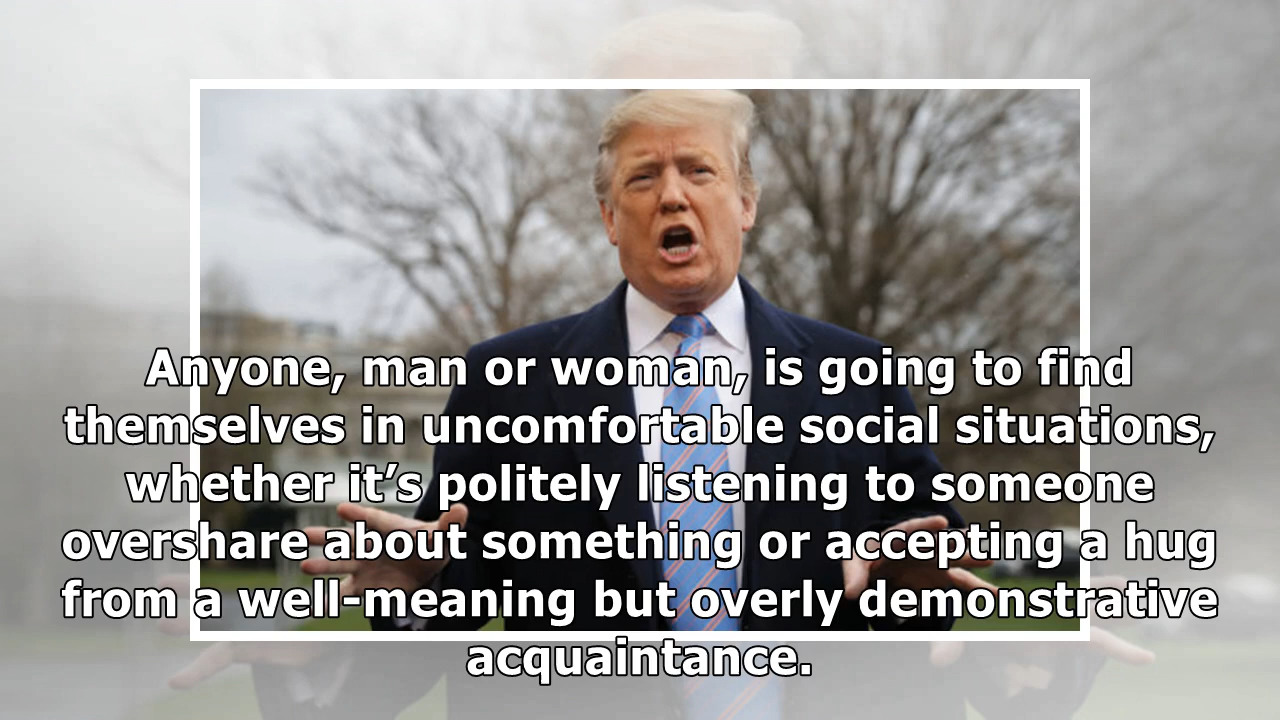 Anyone, man or woman, is going to find
themselves in uncomfortable social situations,
whether it’s politely listening to someone
overshare about something or accepting a hug
from a well-meaning but overly demonstrative
acquaintance.